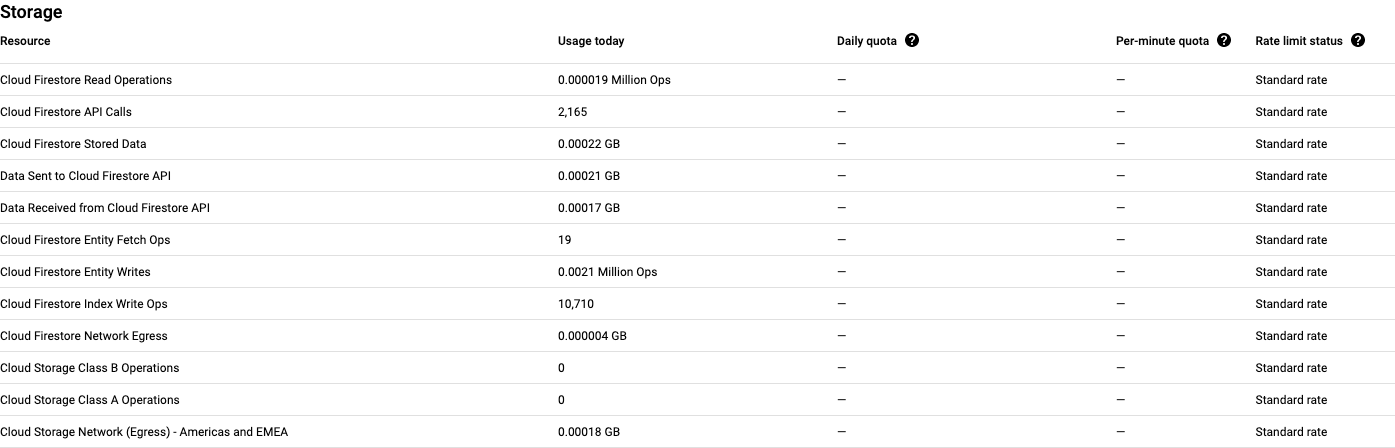 Storage
Resource Usage today Daily quota ? Per-minute quota ? Rate limit status ?
Cloud Firestore Read Operations 0.000019 Million Ops — — Standard rate
Cloud Firestore API Calls 2,165 — — Standard rate
Cloud Firestore Stored Data 0.00022 GB — — Standard rate
Data Sent to Cloud Firestore API 0.00021 GB — — Standard rate
Data Received from Cloud Firestore API 0.00017 GB — — Standard rate
Cloud Firestore Entity Fetch Ops 19 — — Standard rate
Cloud Firestore Entity Writes 0.0021 Million Ops — — Standard rate
Cloud Firestore Index Write Ops 10,710 — — Standard rate
Cloud Firestore Network Egress 0.000004 GB — — Standard rate
Cloud Storage Class B Operations 0 — — Standard rate
Cloud Storage Class A Operations 0 — — Standard rate
Cloud Storage Network (Egress) - Americas and EMEA 0.00018 GB — — Standard rate